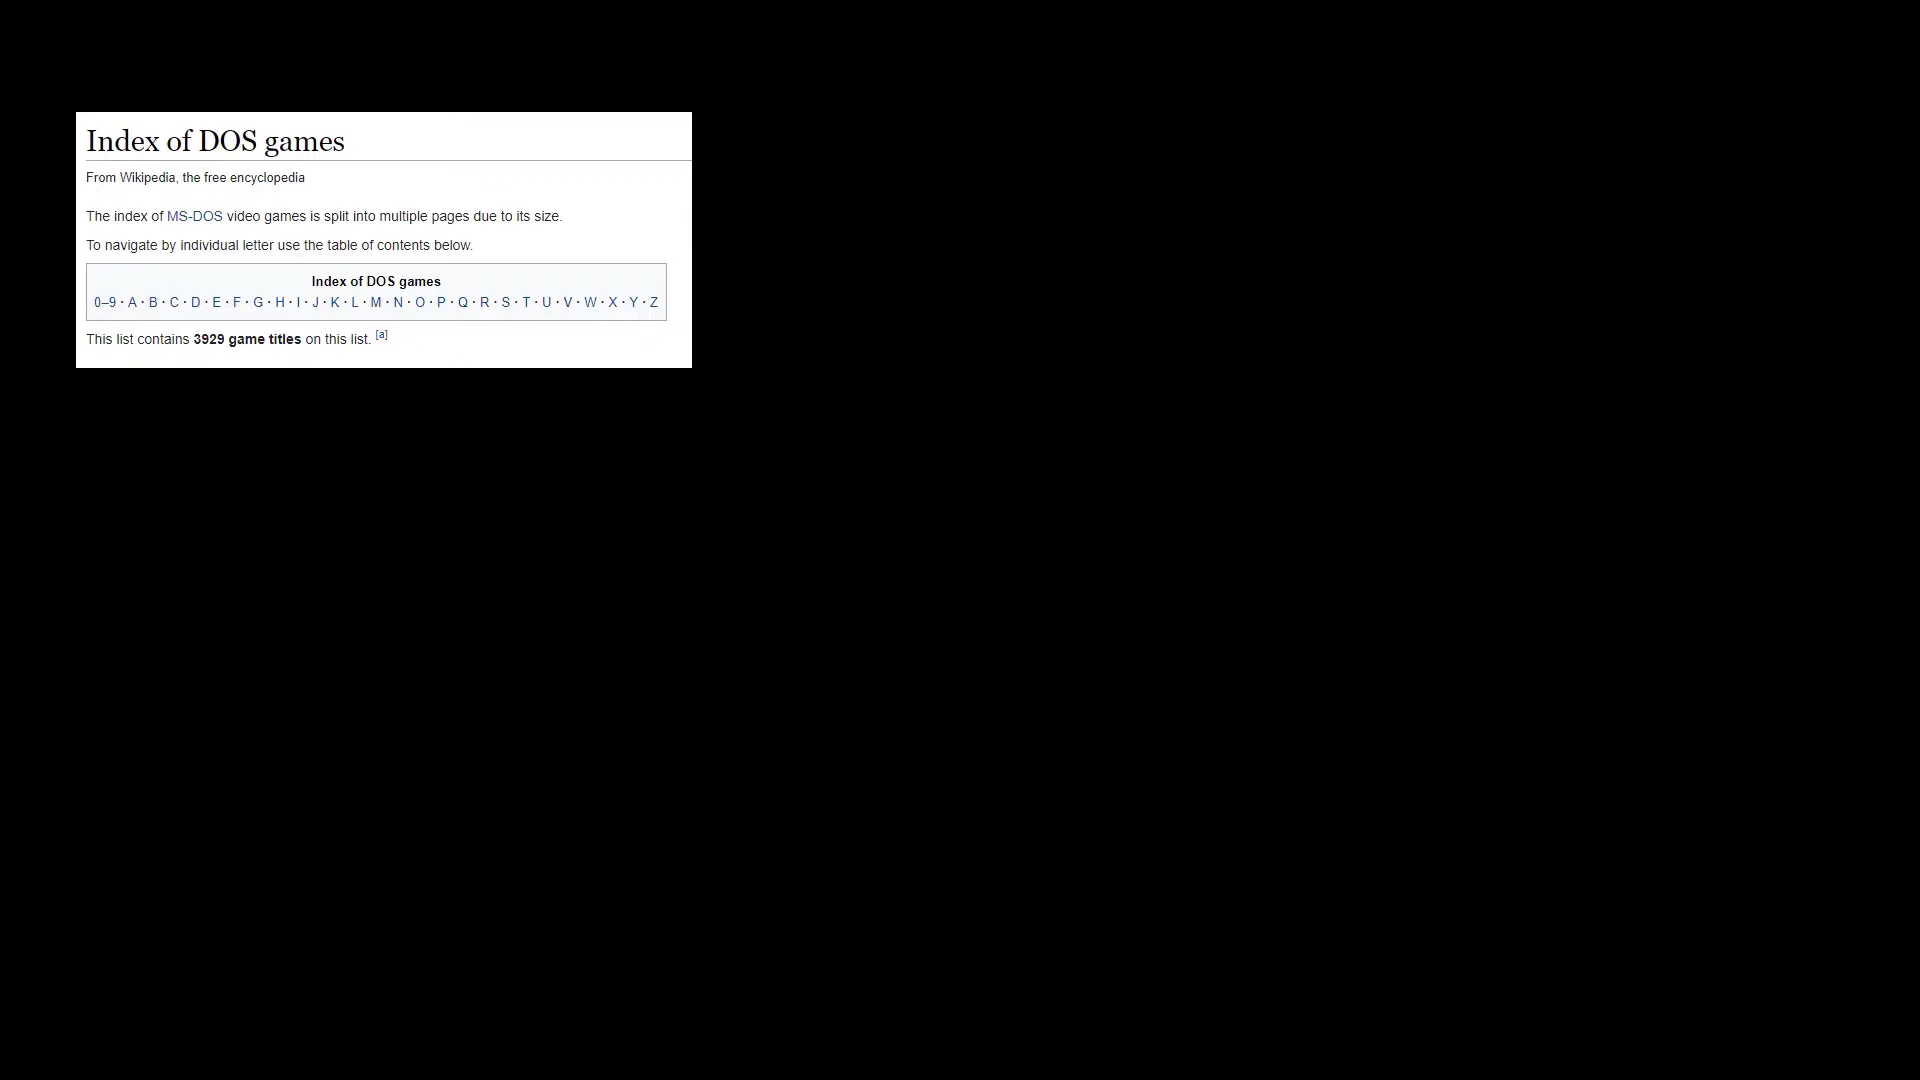 Index of DOS games
From Wikipedia, the free encyclopedia
The index of MS-DOS video games is split into multiple pages due to its size.
To navigate by individual letter use the table of contents below.
Index of DOS games
0–9 · A · B · C · D · E · F · G · H · I · J · K · L · M · N · O · P · Q · R · S · T · U · V · W · X · Y · Z
This list contains 3929 game titles on this list. [a]